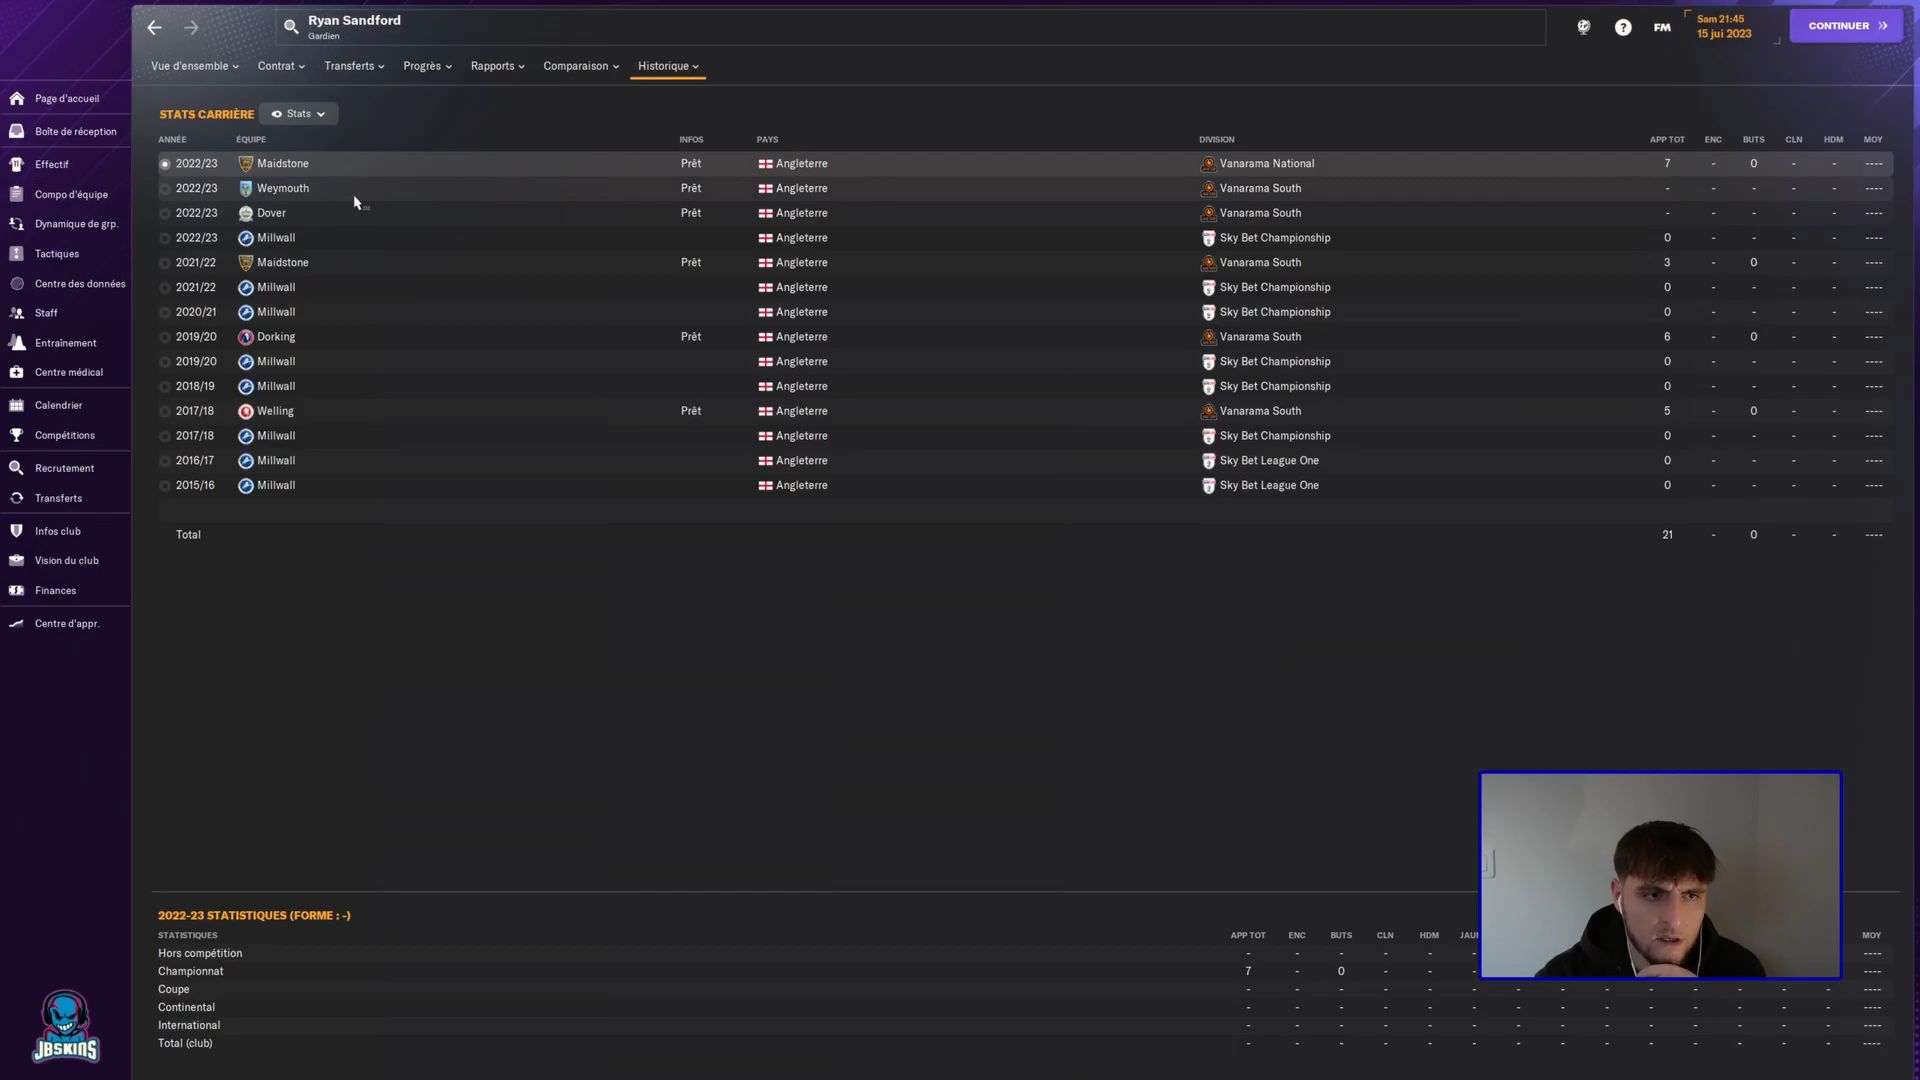 Ryan Sandford
Gardien
FM
Sam 21:45
15 jui 2023
CONTINUER
Vue d'ensemble Contrat Transferts Progrès Rapports Comparaison Historique
Page d'accueil
Boîte de réception
Effectif
Compo d'équipe
Dynamique de grp.
Tactiques
Centre des données
Staff
Entraînement
Centre médical
Calendrier
Compétitions
Recrutement
Transferts
Infos club
Vision du club
Finances
Centre d'appr.
JBSKINS
STATS CARRIÈRE Stats
ANNÉE ÉQUIPE INFOS PAYS DIVISION APP TOT ENC BUTS CLN HDM MOY
2022/23 Maidstone Prêt Angleterre Vanarama National 7 - 0 - - ----
2022/23 Weymouth Prêt Angleterre Vanarama South - - - - - ----
2022/23 Dover Prêt Angleterre Vanarama South - - - - - ----
2022/23 Millwall Angleterre Sky Bet Championship 0 - - - - ----
2021/22 Maidstone Prêt Angleterre Vanarama South 3 - 0 - - ----
2021/22 Millwall Angleterre Sky Bet Championship 0 - - - - ----
2020/21 Millwall Angleterre Sky Bet Championship 0 - - - - ----
2019/20 Dorking Prêt Angleterre Vanarama South 6 - 0 - - ----
2019/20 Millwall Angleterre Sky Bet Championship 0 - - - - ----
2018/19 Millwall Angleterre Sky Bet Championship 0 - - - - ----
2017/18 Welling Prêt Angleterre Vanarama South 5 - 0 - - ----
2017/18 Millwall Angleterre Sky Bet Championship 0 - - - - ----
2016/17 Millwall Angleterre Sky Bet League One 0 - - - - ----
2015/16 Millwall Angleterre Sky Bet League One 0 - - - - ----
Total 21 - 0 - - ----
2022-23 STATISTIQUES (FORME : -)
STATISTIQUES APP TOT ENC BUTS CLN HDM JAU MOY
Hors compétition - - - - - - ----
Championnat 7 - 0 - - - ----
Coupe - - - - - - - - - - - - - - ----
Continental - - - - - - - - - - - - - - ----
International - - - - - - - - - - - - - - ----
Total (club) - - - - - - - - - - - - - - ----